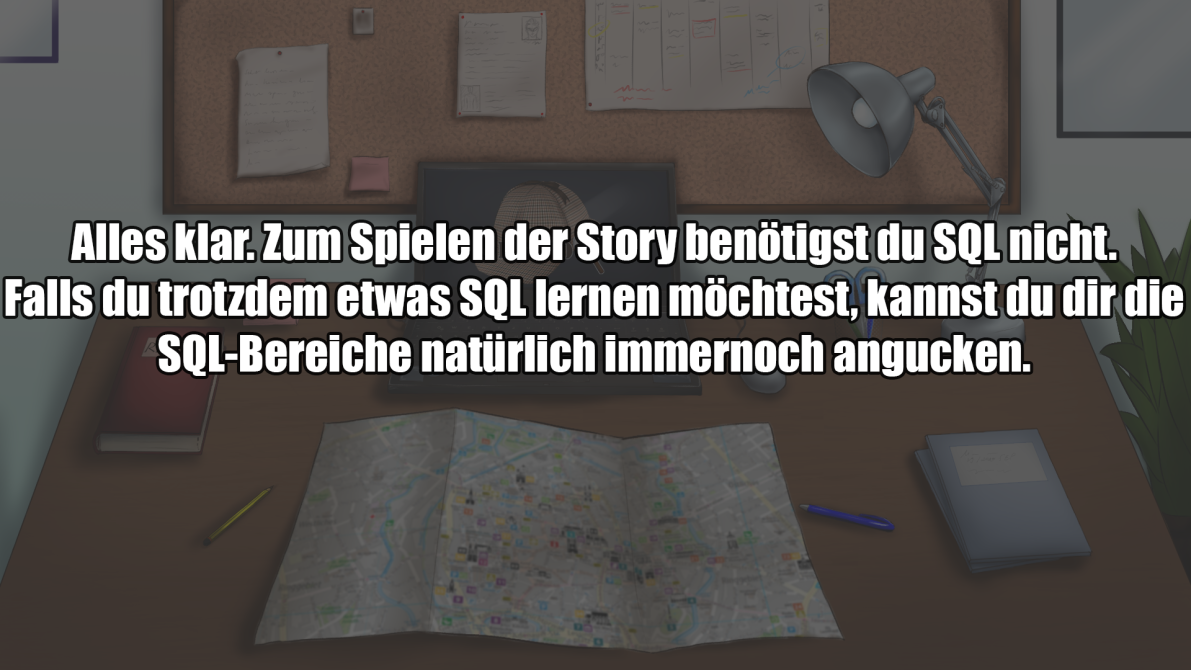 Alles klar. Zum Spielen der Story benötigst du SQL nicht.
Falls du trotzdem etwas SQL lernen möchtest, kannst du dir die
SQL-Bereiche natürlich immernoch angucken.